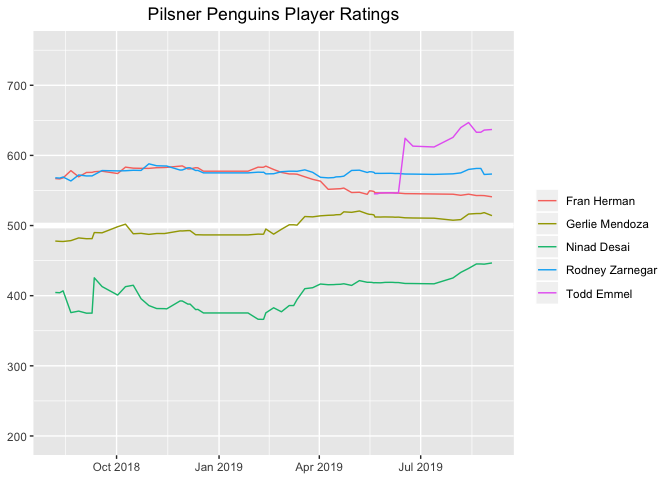 Pilsner Penguins Player Ratings
700
600
500
400
300
200
Oct 2018
Jan 2019
Apr 2019
Jul 2019
Fran Herman
Gerlie Mendoza
Ninad Desai
Rodney Zarnegar
Todd Emmel